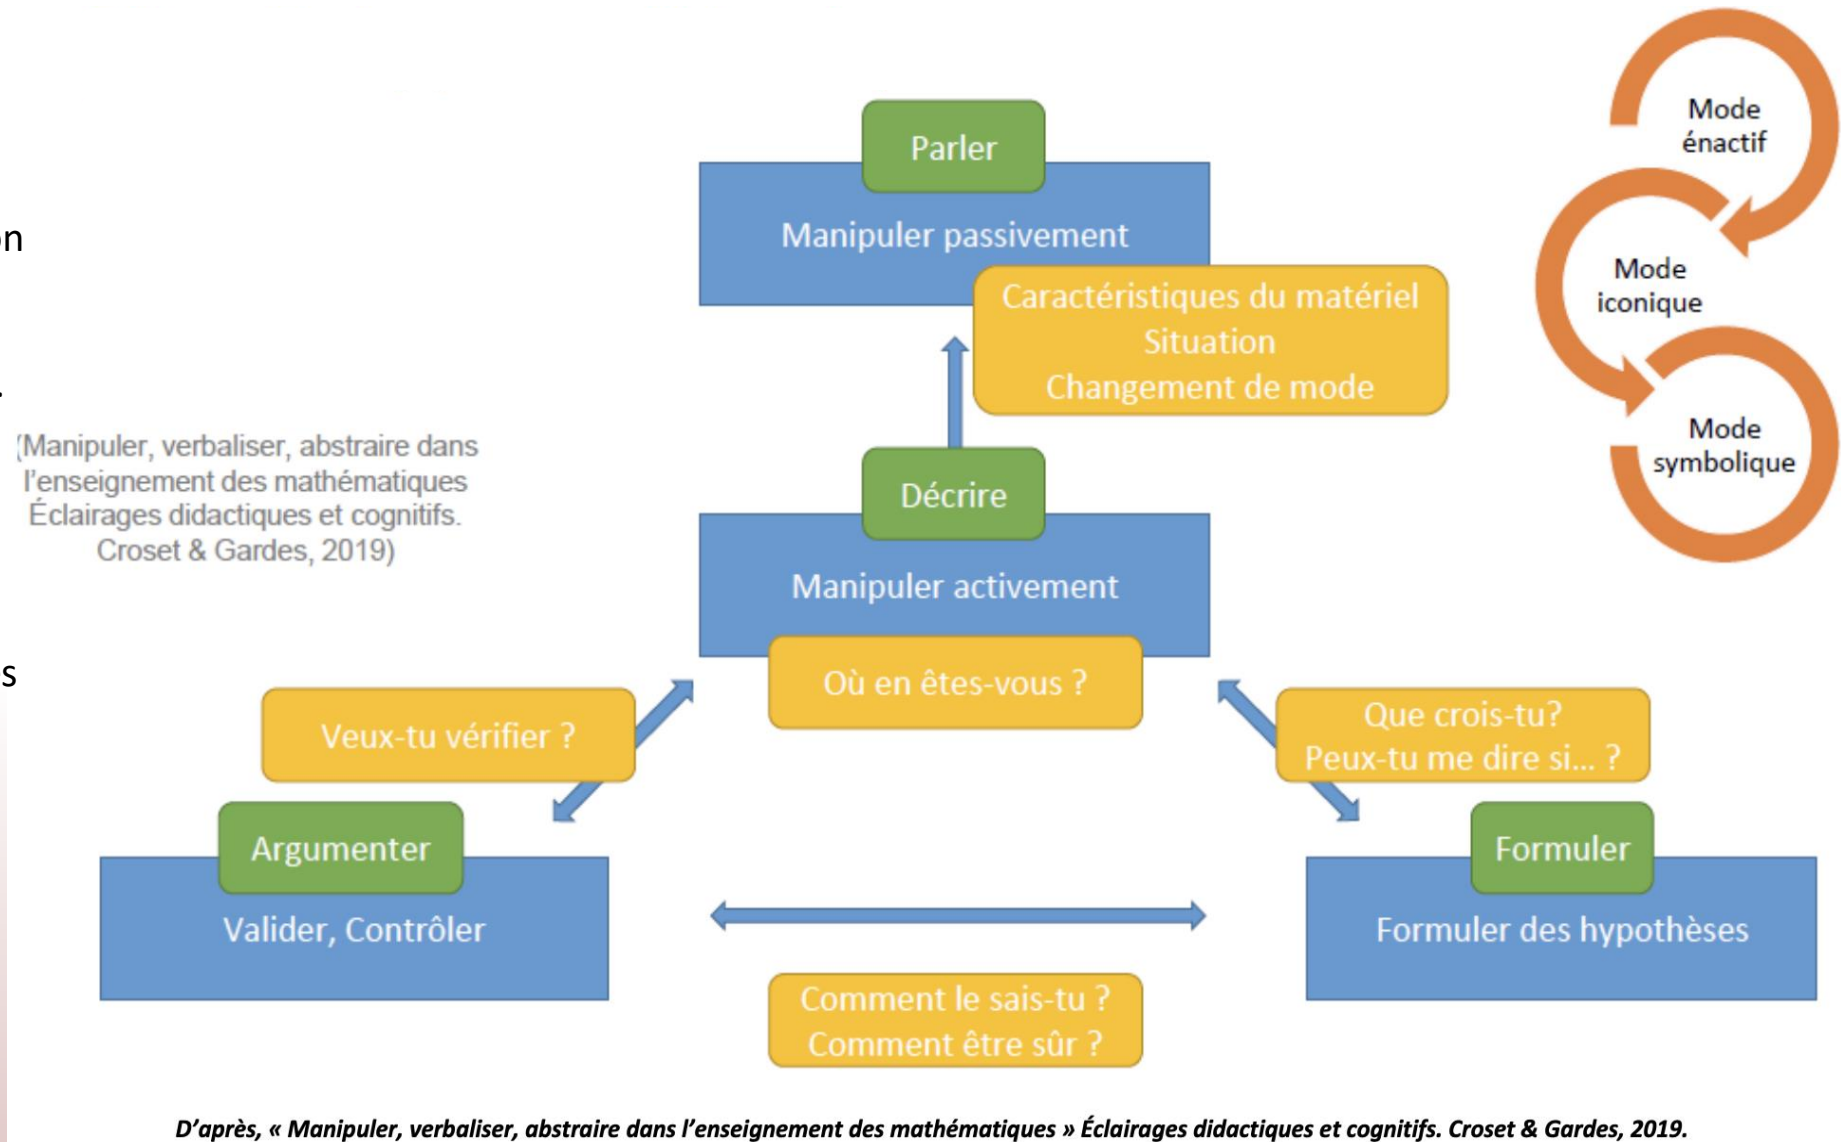 Parler
Manipuler passivement
Caractéristiques du matériel
Situation
Changement de mode
Mode
énactif
Mode
iconique
Mode
symbolique
on
.
(Manipuler, verbaliser, abstraire dans
l’enseignement des mathématiques
Éclairages didactiques et cognitifs.
Croset & Gardes, 2019)
Décrire
Manipuler activement
Où en êtes-vous ?
s
Veux-tu vérifier ?
Que crois-tu?
Peux-tu me dire si... ?
Argumenter
Valider, Contrôler
Formuler
Formuler des hypothèses
Comment le sais-tu ?
Comment être sûr ?
D’après, « Manipuler, verbaliser, abstraire dans l’enseignement des mathématiques » Éclairages didactiques et cognitifs. Croset & Gardes, 2019.